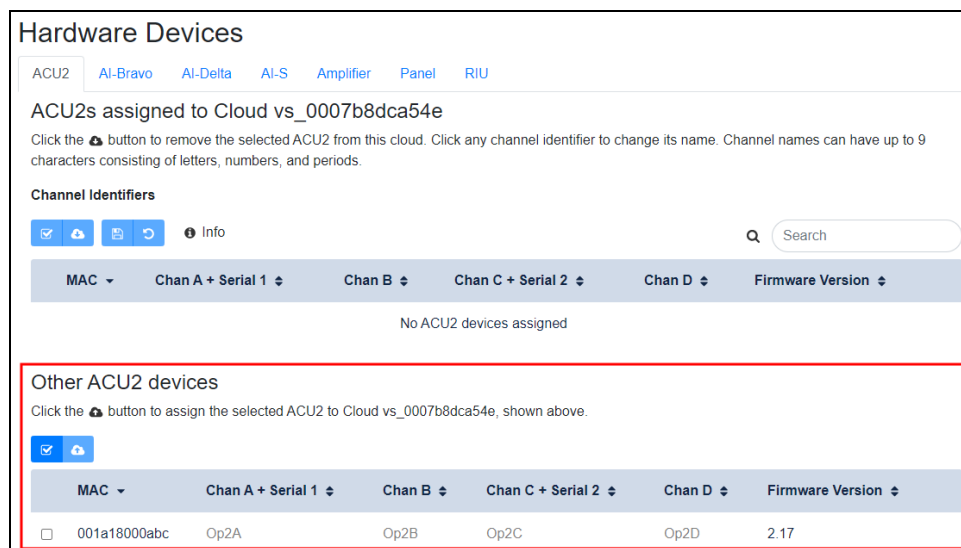 Hardware Devices
ACU2 AI-Bravo AI-Delta AI-S Amplifier Panel RIU
ACU2s assigned to Cloud vs_0007b8dca54e
Click the button to remove the selected ACU2 from this cloud. Click any channel identifier to change its name. Channel names can have up to 9
characters consisting of letters, numbers, and periods.
Channel Identifiers
Info Search
MAC Chan A + Serial 1 Chan B Chan C + Serial 2 Chan D Firmware Version
No ACU2 devices assigned
Other ACU2 devices
Click the button to assign the selected ACU2 to Cloud vs_0007b8dca54e, shown above.
MAC Chan A + Serial 1 Chan B Chan C + Serial 2 Chan D Firmware Version
001a18000abc Op2A Op2B Op2C Op2D 2.17